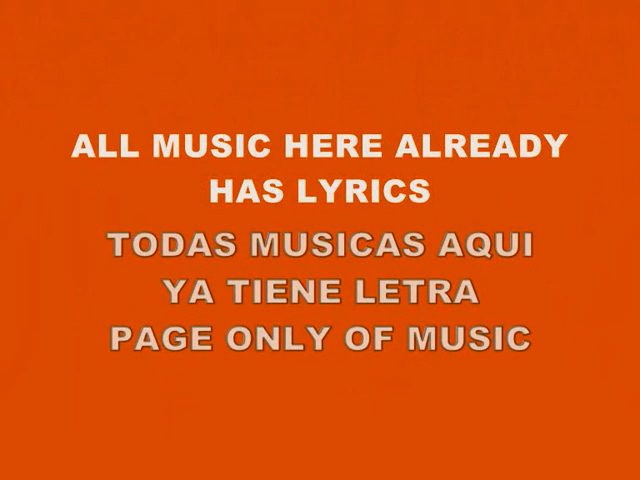 ALL MUSIC HERE ALREADY
HAS LYRICS
TODAS MUSICAS AQUI
YA TIENE LETRA
PAGE ONLY OF MUSIC